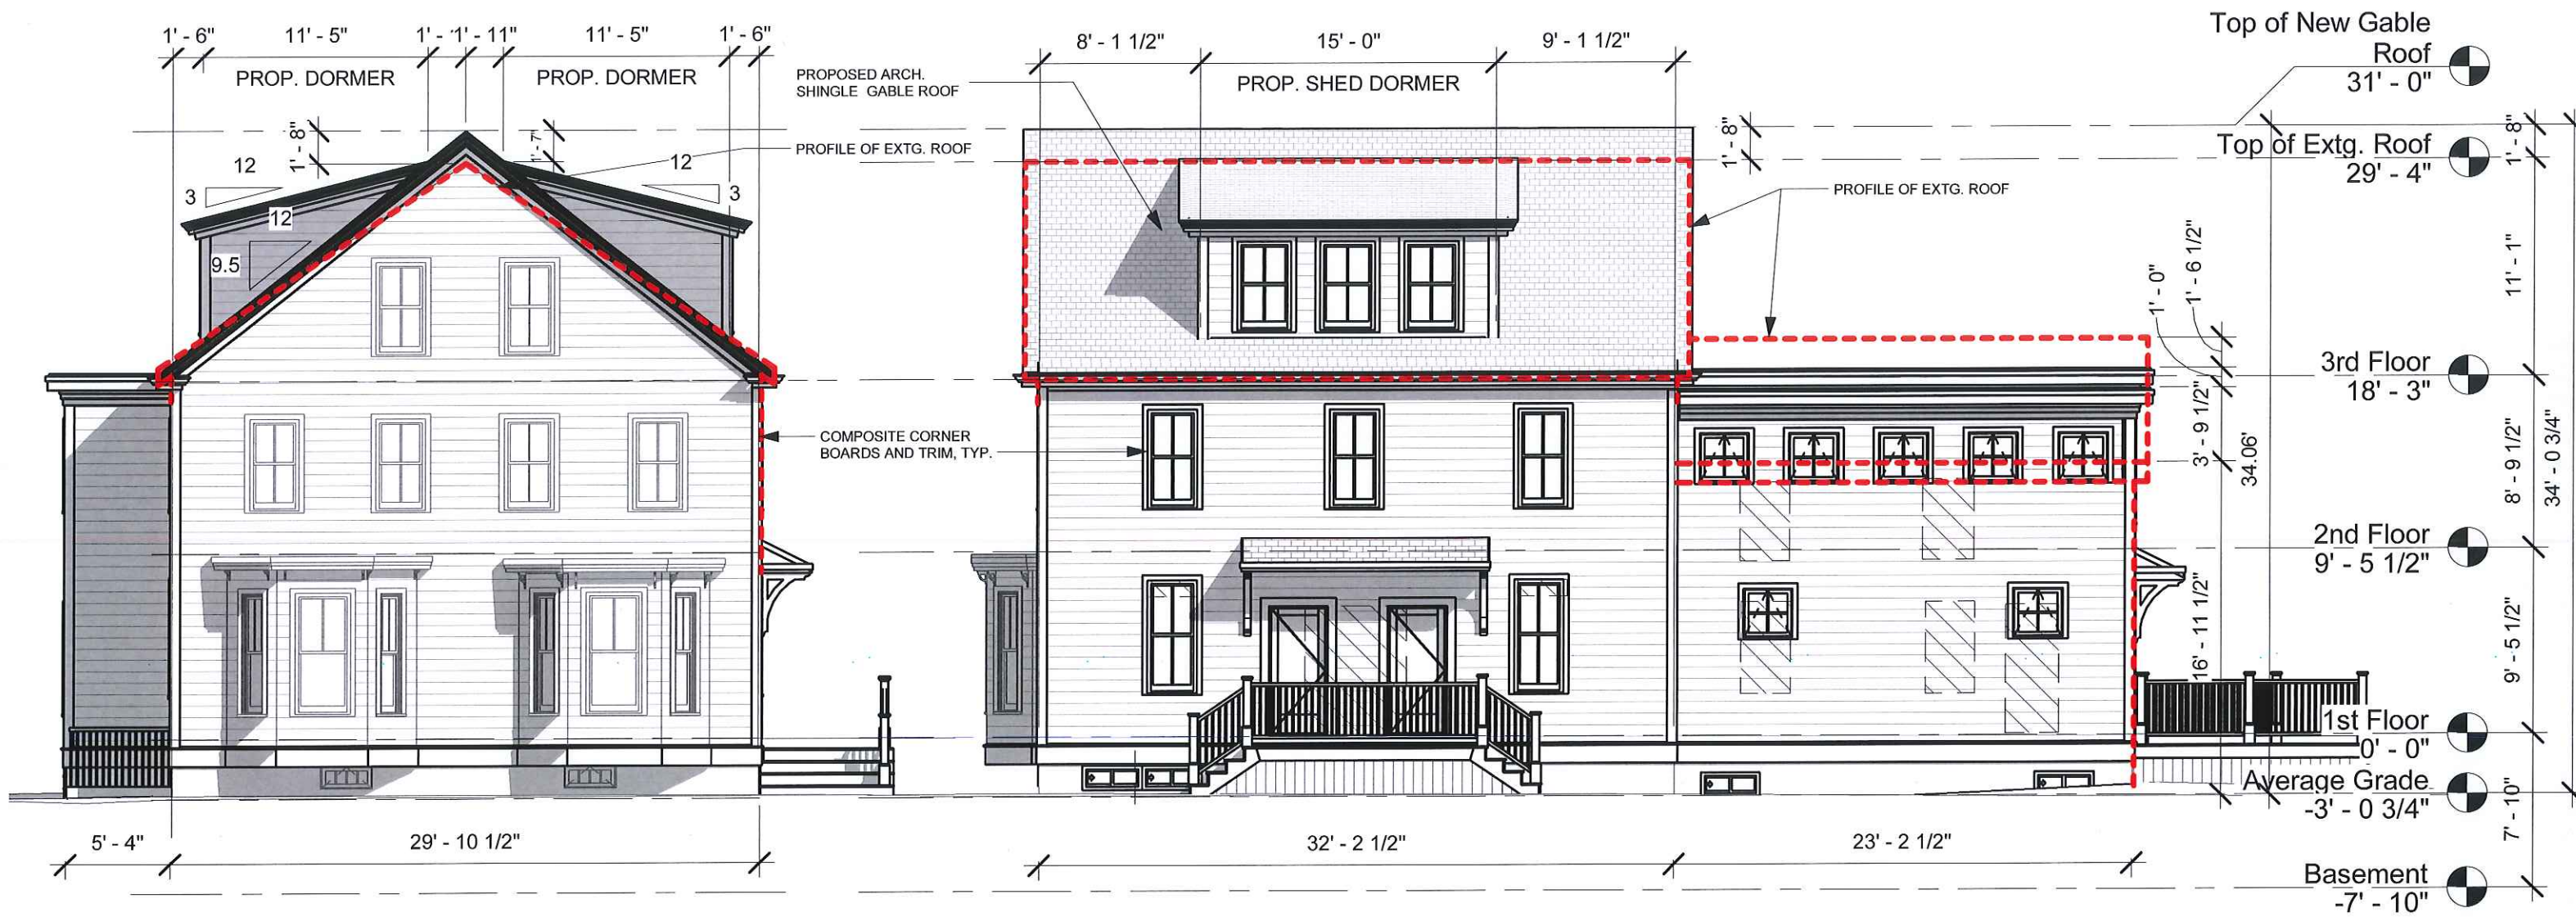 1' - 6"
11' - 5"
1' - 1' - 11"
11' - 5"
1' - 6"
PROP. DORMER
PROP. DORMER
8' - 1 1/2"
15' - 0"
9' - 1 1/2"
PROP. SHED DORMER
PROPOSED ARCH.
SHINGLE GABLE ROOF
PROFILE OF EXTG. ROOF
1' - 8"
1' - 7"
12
3
12
9.5
12
3
COMPOSITE CORNER
BOARDS AND TRIM, TYP.
1' - 8"
PROFILE OF EXTG. ROOF
1' - 0"
1' - 6 1/2"
3' - 9 1/2"
34.06'
16' - 11 1/2"
Top of New Gable
Roof
31' - 0"
Top of Extg. Roof
29' - 4"
3rd Floor
18' - 3"
2nd Floor
9' - 5 1/2"
1st Floor
0' - 0"
Average Grade
-3' - 0 3/4"
Basement
-7' - 10"
1' - 8"
11' - 1"
8' - 9 1/2"
9' - 5 1/2"
7' - 10"
34' - 0 3/4"
5' - 4"
29' - 10 1/2"
32' - 2 1/2"
23' - 2 1/2"